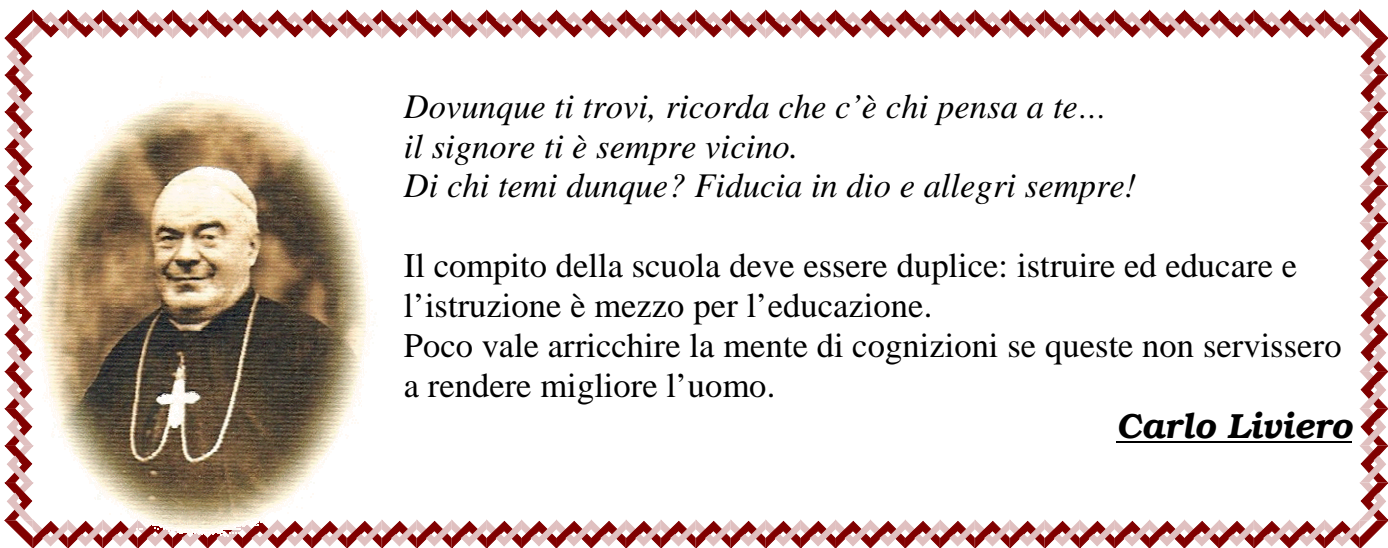 Dovunque ti trovi, ricorda che c’è chi pensa a te…
il signore ti è sempre vicino.
Di chi temi dunque? Fiducia in dio e allegri sempre!
Il compito della scuola deve essere duplice: istruire ed educare e
l’istruzione è mezzo per l’educazione.
Poco vale arricchire la mente di cognizioni se queste non servissero
a rendere migliore l’uomo.
Carlo Liviero